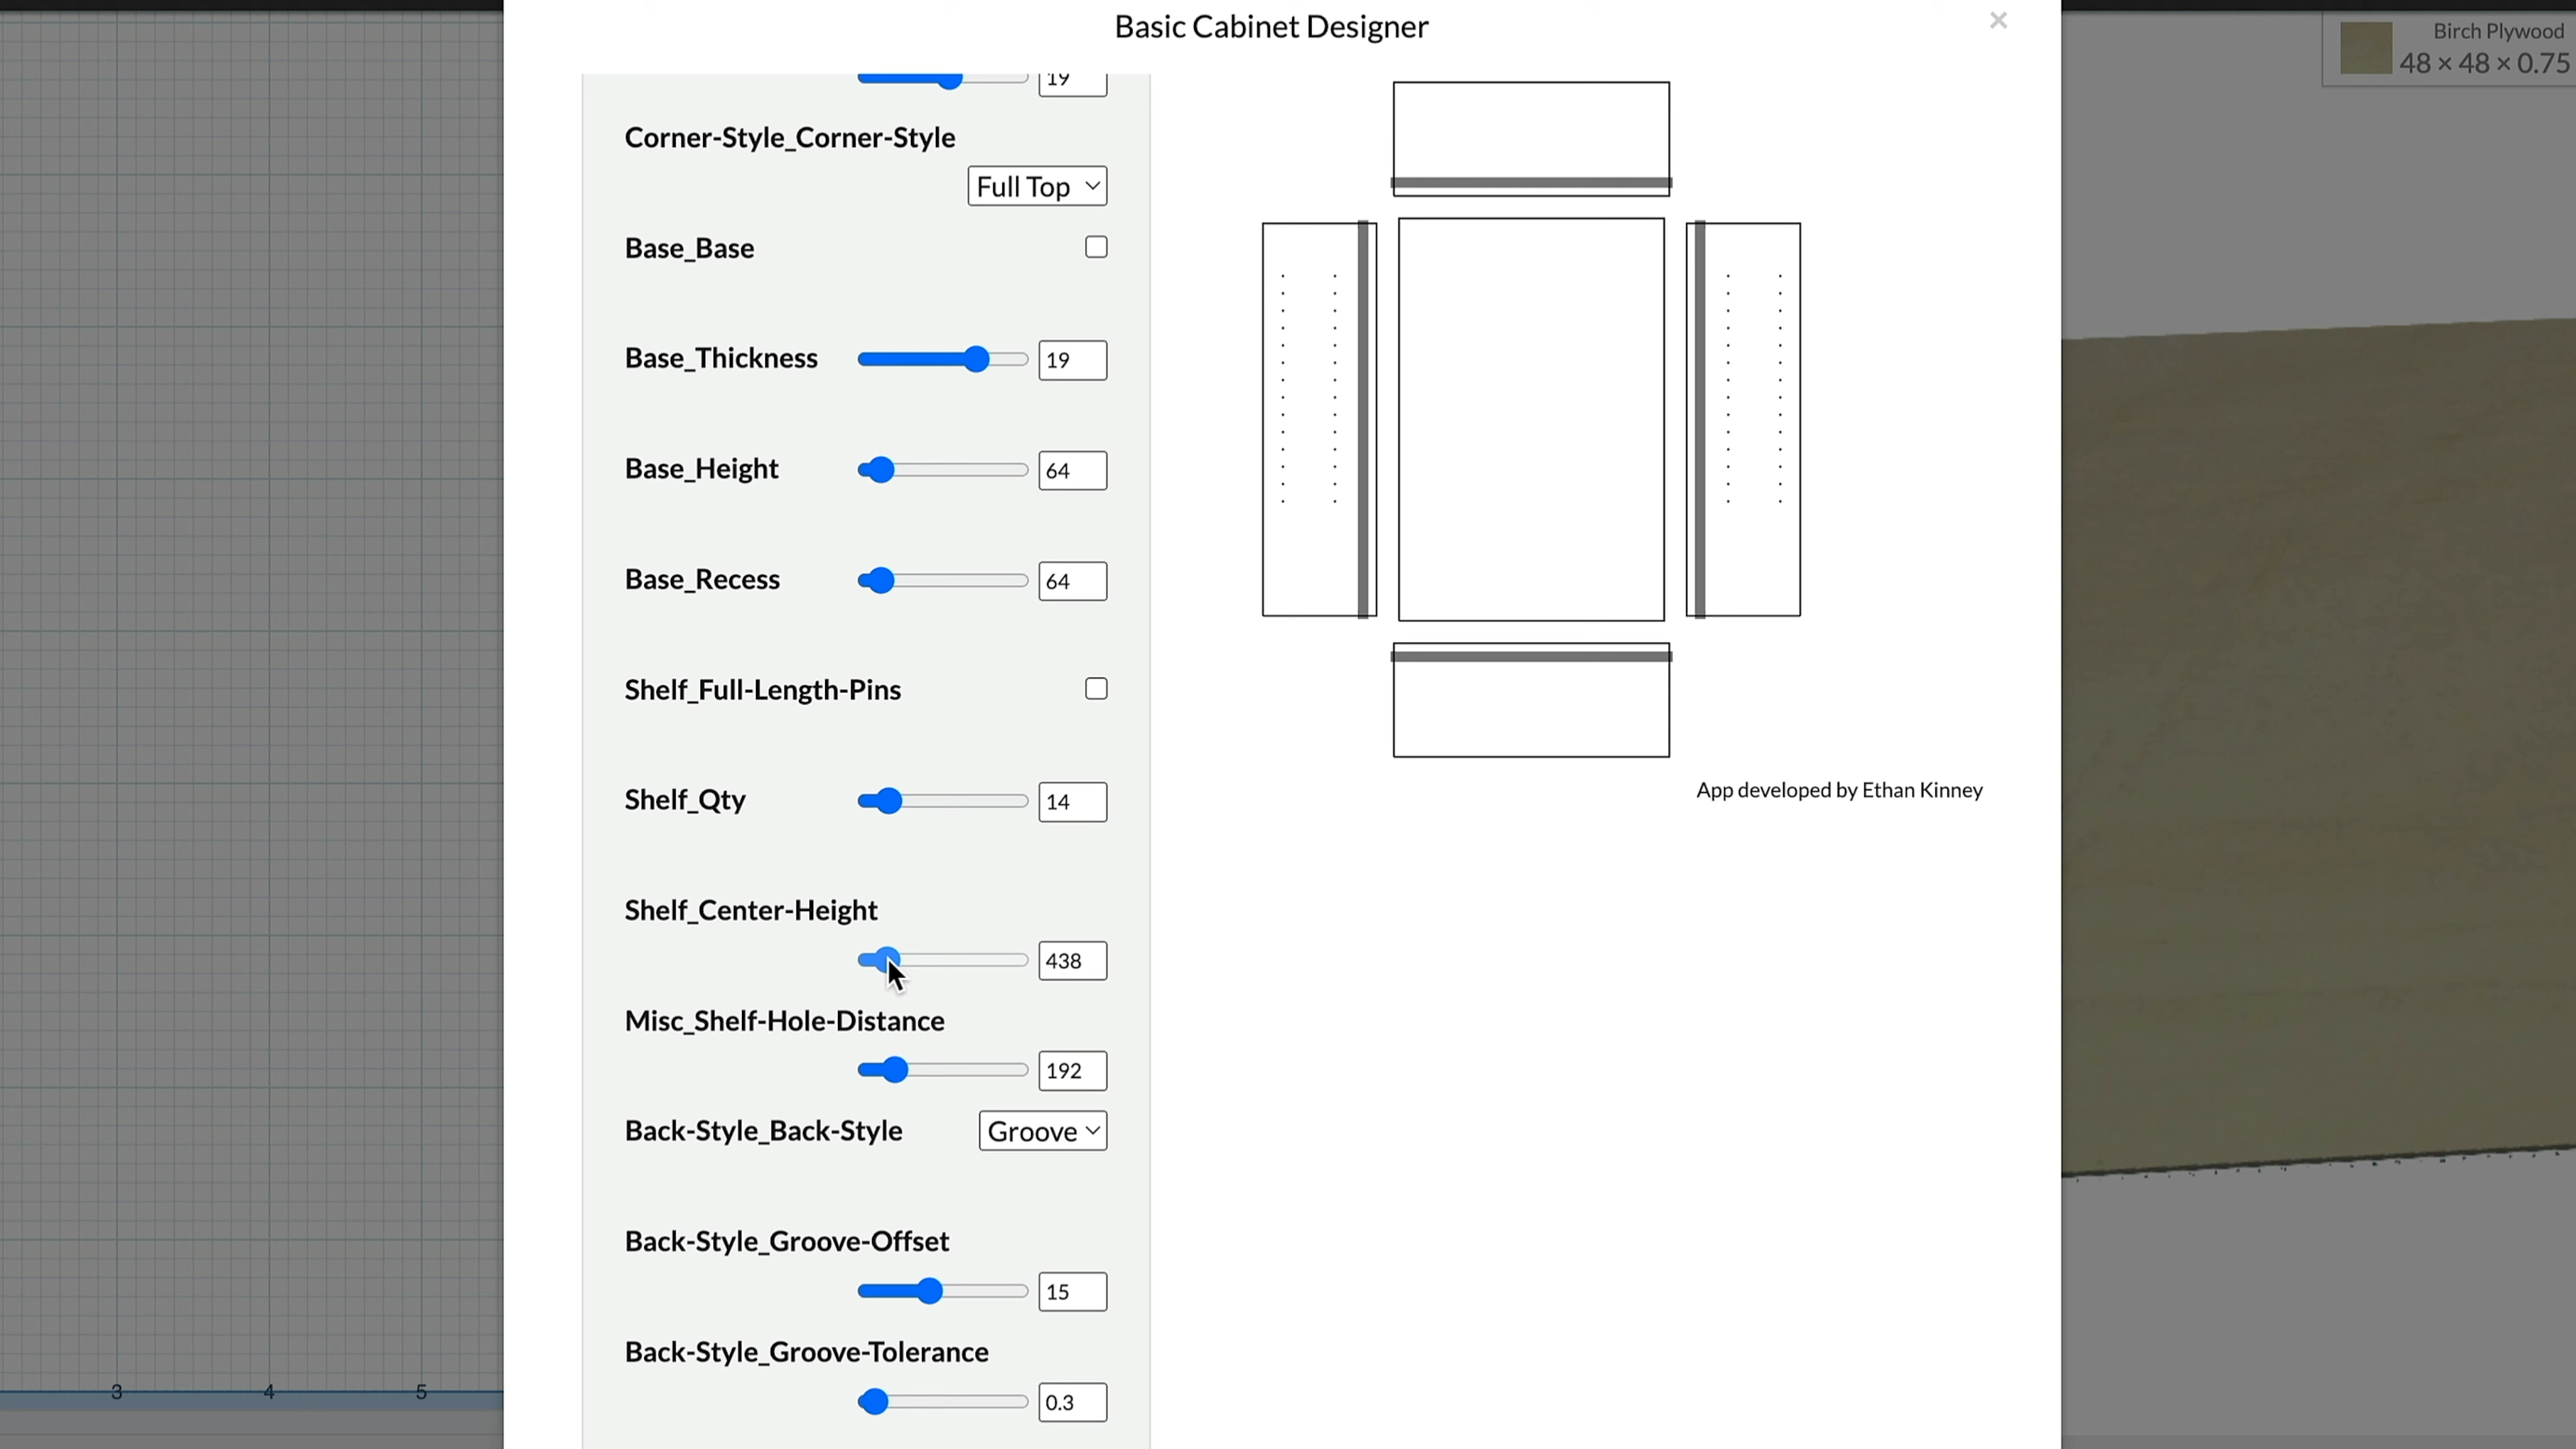 Basic Cabinet Designer
×
Birch Plywood
48 × 48 × 0.75
19
Corner-Style_Corner-Style
Full Top
Base_Base
Base_Thickness 19
Base_Height 64
Base_Recess 64
Shelf_Full-Length-Pins
Shelf_Qty 14
Shelf_Center-Height
438
Misc_Shelf-Hole-Distance
192
Back-Style_Back-Style Groove
Back-Style_Groove-Offset
15
Back-Style_Groove-Tolerance
0.3
App developed by Ethan Kinney
3 4 5